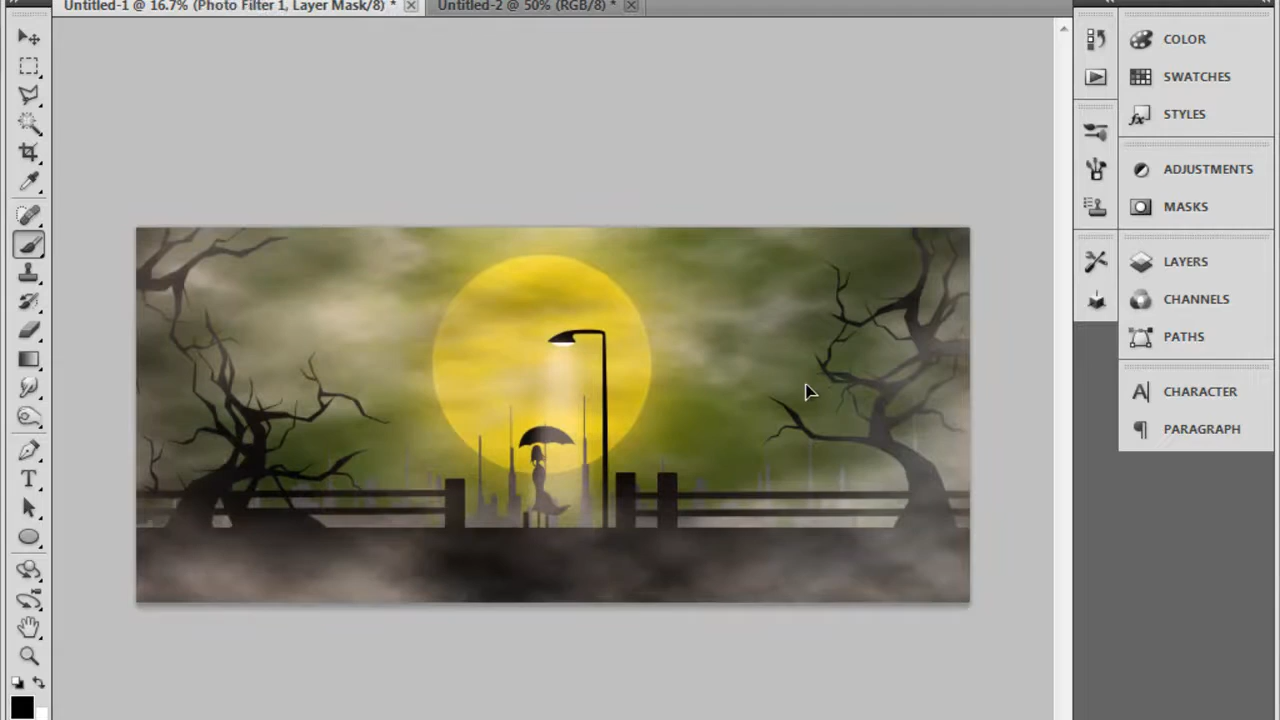 Untitled-1 @ 16.7% (Photo Filter 1, Layer Mask/8) *
Untitled-2 @ 50% (RGB/8) *
COLOR
SWATCHES
STYLES
ADJUSTMENTS
MASKS
LAYERS
CHANNELS
PATHS
CHARACTER
PARAGRAPH